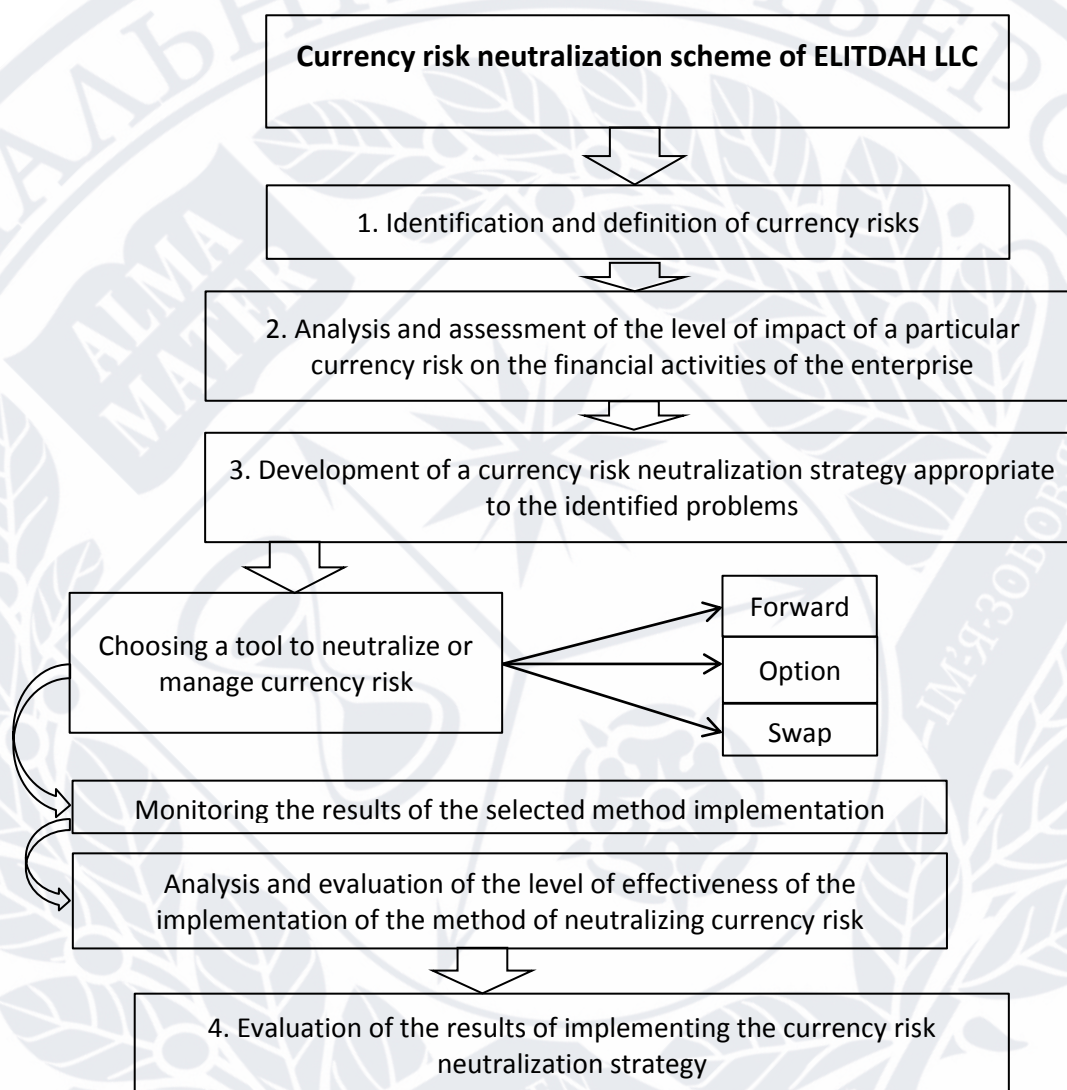 Currency risk neutralization scheme of ELITDAH LLC
1. Identification and definition of currency risks
2. Analysis and assessment of the level of impact of a particular
currency risk on the financial activities of the enterprise
3. Development of a currency risk neutralization strategy appropriate
to the identified problems
Choosing a tool to neutralize or
manage currency risk
Forward
Option
Swap
Monitoring the results of the selected method implementation
Analysis and evaluation of the level of effectiveness of the
implementation of the method of neutralizing currency risk
4. Evaluation of the results of implementing the currency risk
neutralization strategy
ALMA
MATER